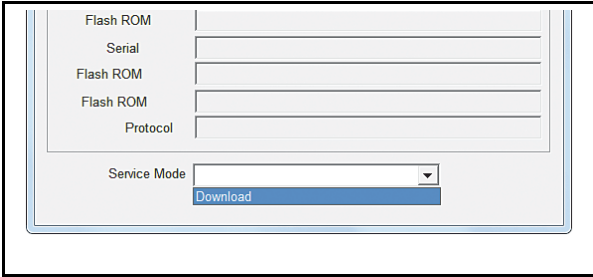 Flash ROM
Serial
Flash ROM
Flash ROM
Protocol
Service Mode
Download